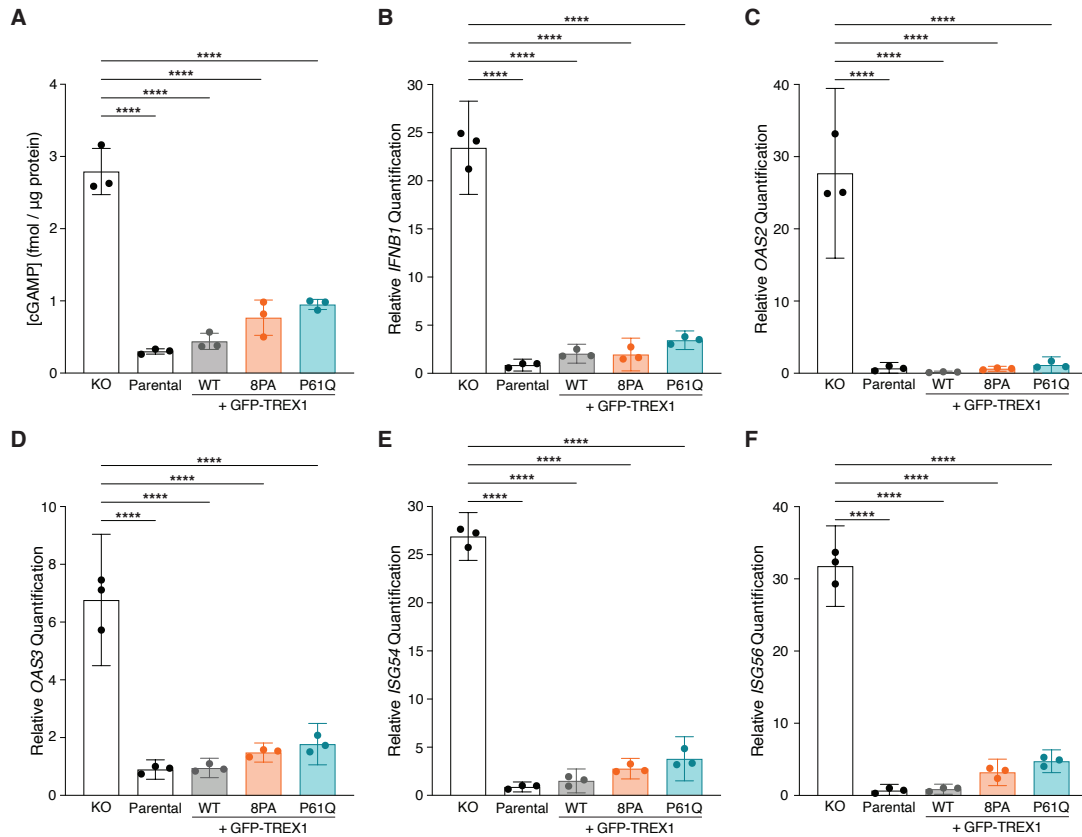 A
****
****
****
****
[cGAMP] (fmol / µg protein)
4
3
2
1
0
KO Parental WT 8PA P61Q
+ GFP-TREX1
B
****
****
****
****
Relative IFNB1 Quantification
30
25
20
15
10
5
0
KO Parental WT 8PA P61Q
+ GFP-TREX1
C
****
****
****
****
Relative OAS2 Quantification
40
30
20
10
0
KO Parental WT 8PA P61Q
+ GFP-TREX1
D
****
****
****
****
Relative OAS3 Quantification
10
8
6
4
2
0
KO Parental WT 8PA P61Q
+ GFP-TREX1
E
****
****
****
****
Relative ISG54 Quantification
30
25
20
15
10
5
0
KO Parental WT 8PA P61Q
+ GFP-TREX1
F
****
****
****
****
Relative ISG56 Quantification
40
30
20
10
0
KO Parental WT 8PA P61Q
+ GFP-TREX1